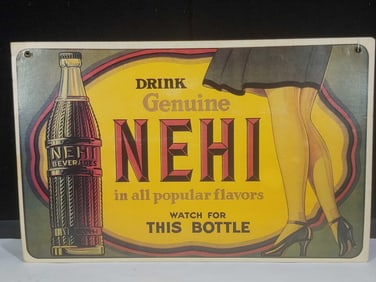 DRINK
Genuine
NEHI
in all popular flavors
WATCH FOR
THIS BOTTLE
NEHI
BEVERAGES